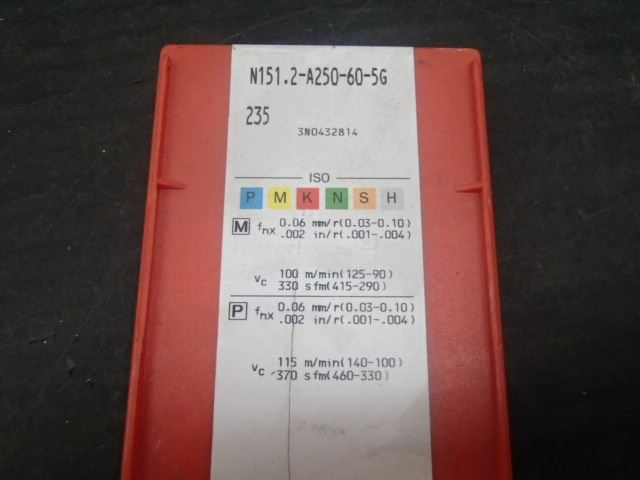 N151.2-A250-60-5G
235
3N0432814
ISO
P M K N S H
M fnx 0.06 mm/r(0.03-0.10)
.002 in/r(.001-.004)
vc 100 m/min(125-90)
330 sfm(415-290)
P fnx 0.06 mm/r(0.03-0.10)
.002 in/r(.001-.004)
vc 115 m/min(140-100)
370 sfm(460-330)